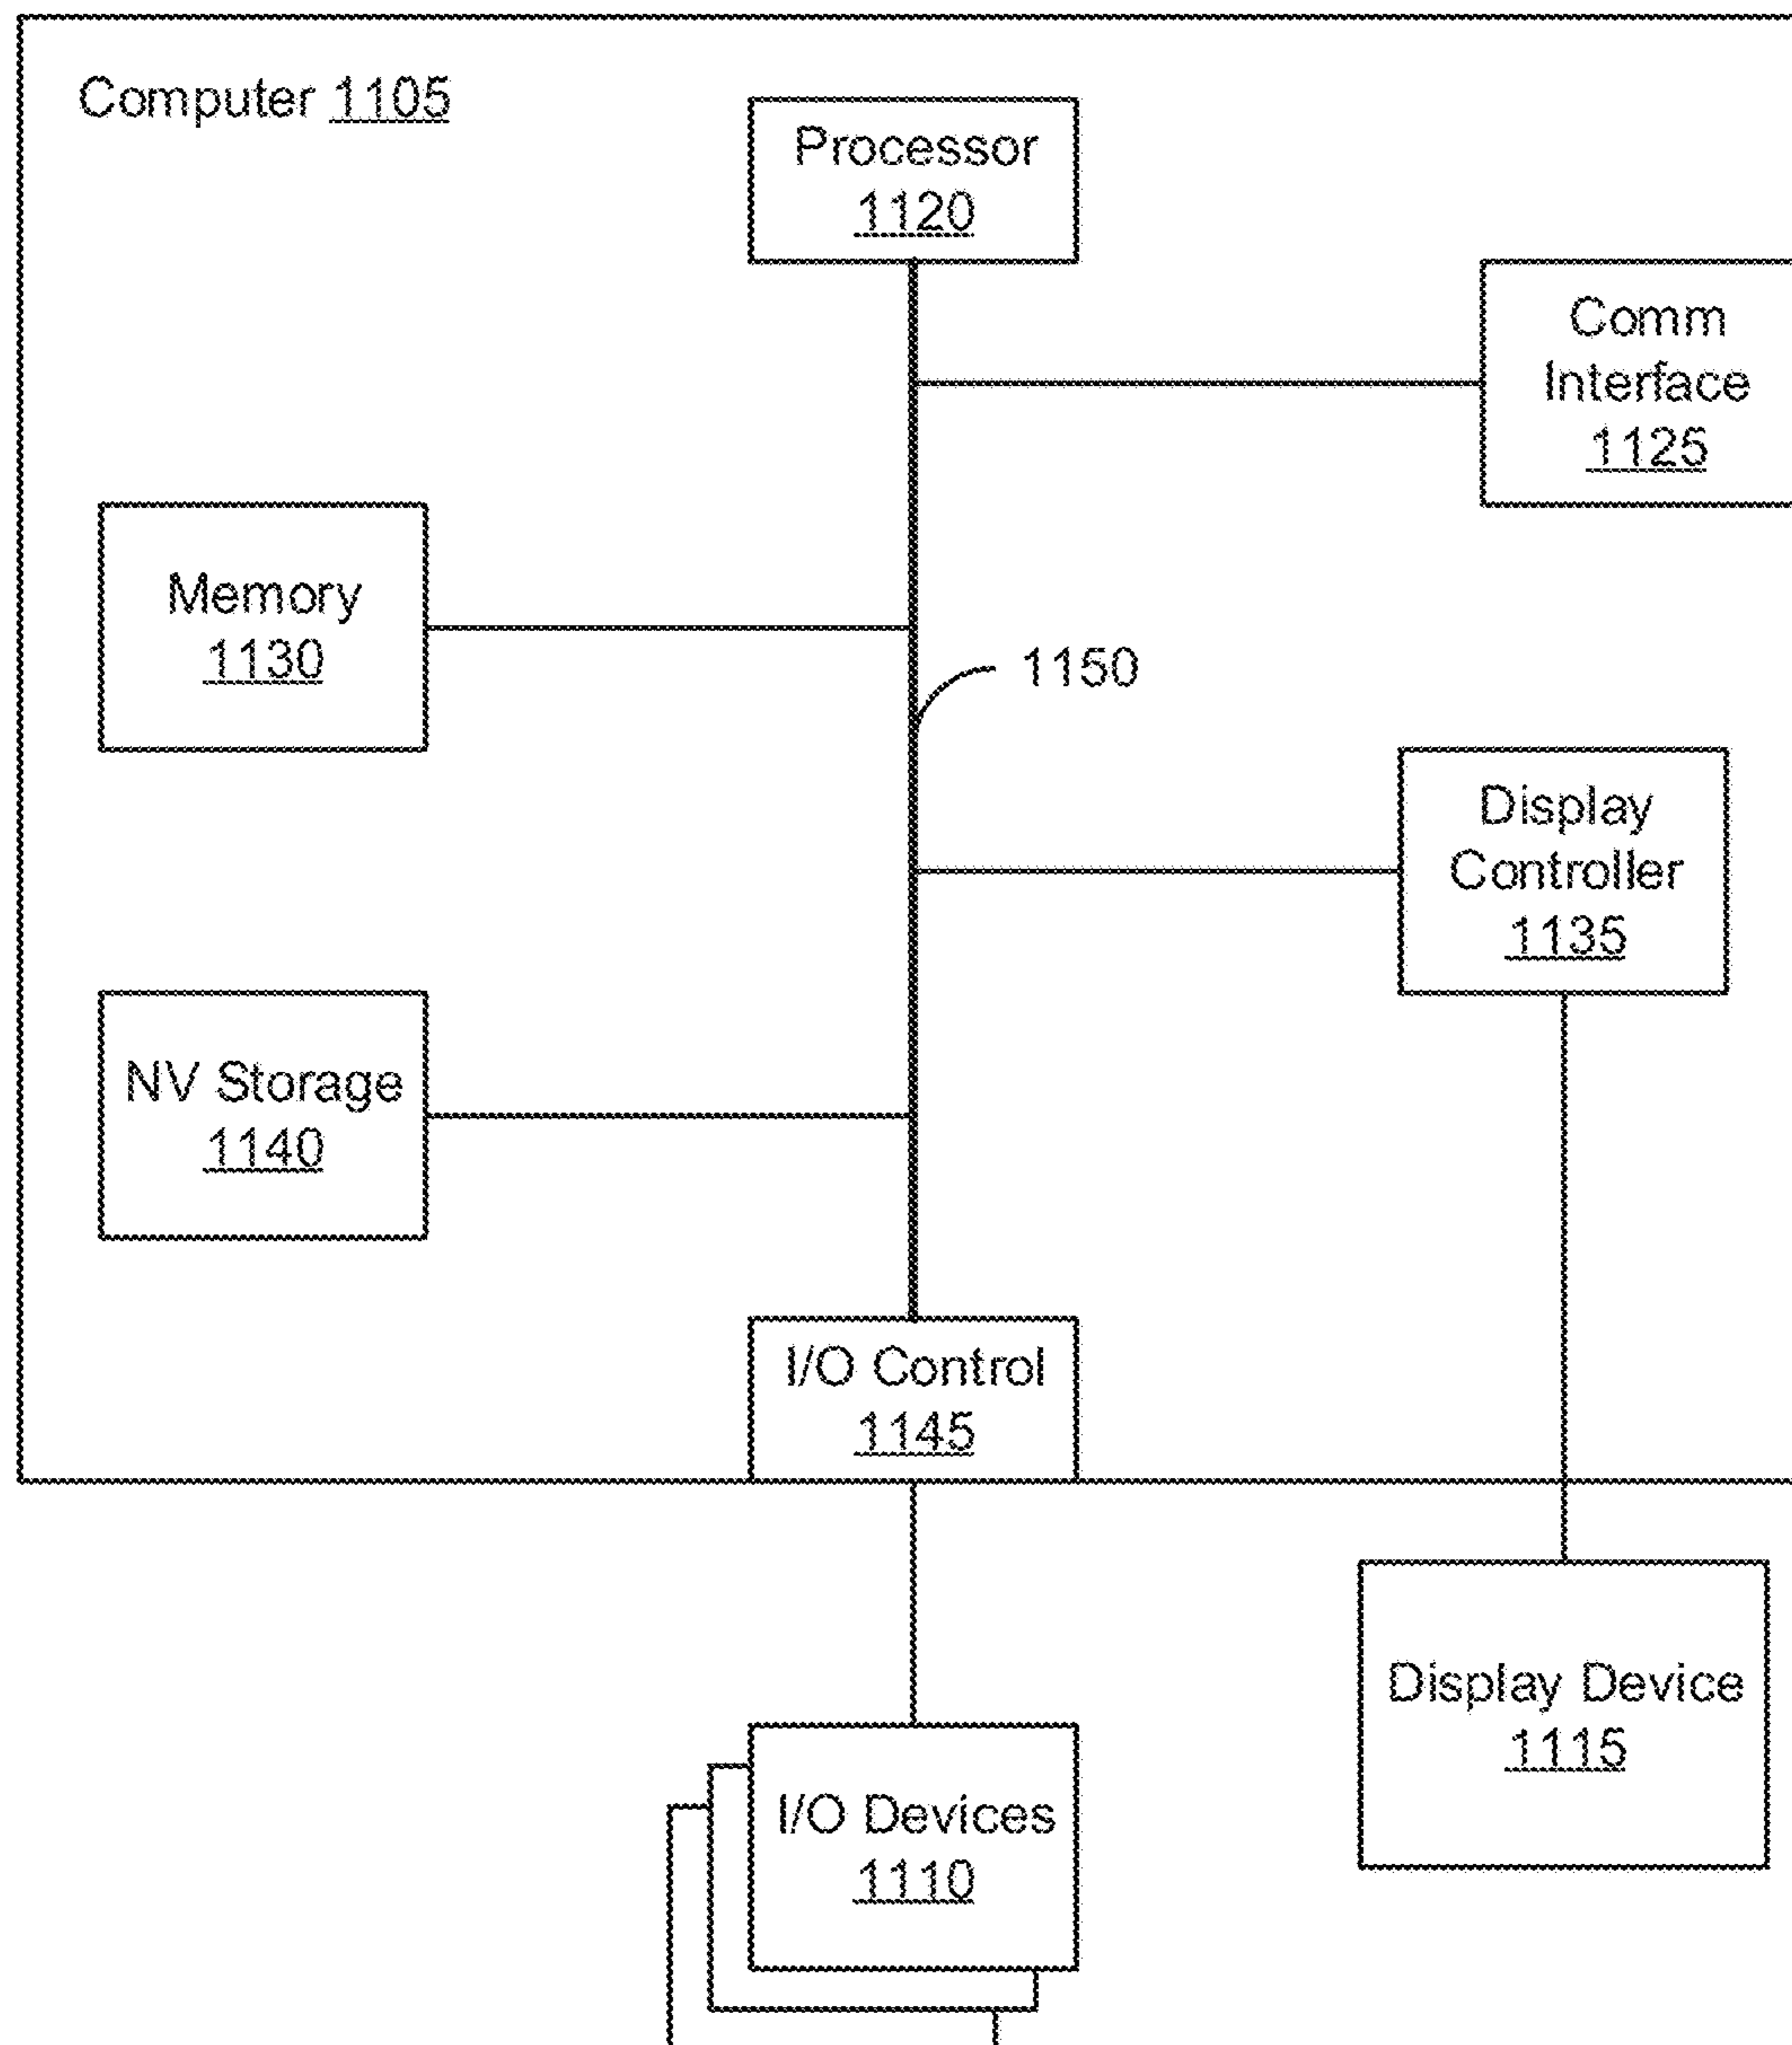 Computer 1105
Processor
1120
Comm
Interface
1125
Memory
1130
1150
Display
Controller
1135
NV Storage
1140
I/O Control
1145
Display Device
1115
I/O Devices
1110